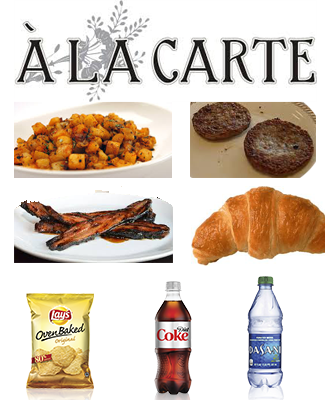 À LA CARTE
Lay's
Oven Baked
Original
Diet
Coke
DASANI